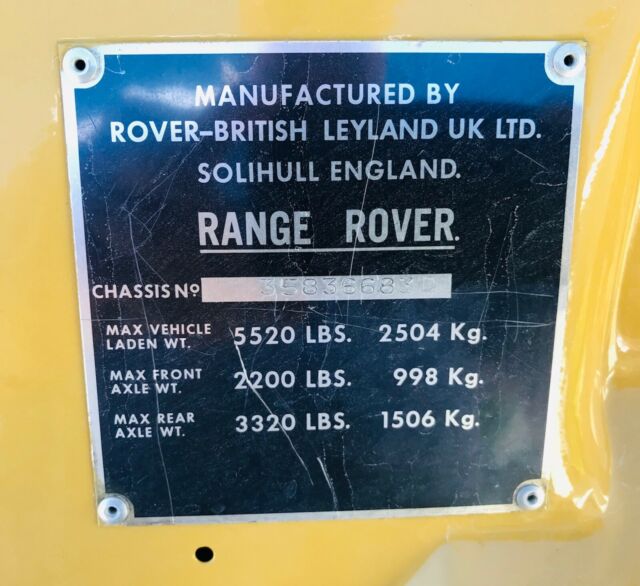 MANUFACTURED BY
ROVER-BRITISH LEYLAND UK LTD.
SOLIHULL ENGLAND.
RANGE ROVER.
CHASSIS Nº 35836683D
MAX VEHICLE LADEN WT. 5520 LBS. 2504 Kg.
MAX FRONT AXLE WT. 2200 LBS. 998 Kg.
MAX REAR AXLE WT. 3320 LBS. 1506 Kg.